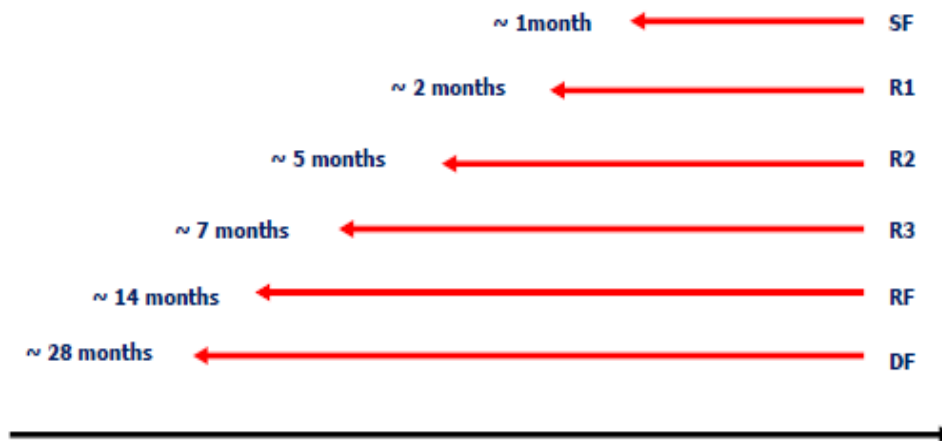 ~ 1month SF
~ 2 months R1
~ 5 months R2
~ 7 months R3
~ 14 months RF
~ 28 months DF